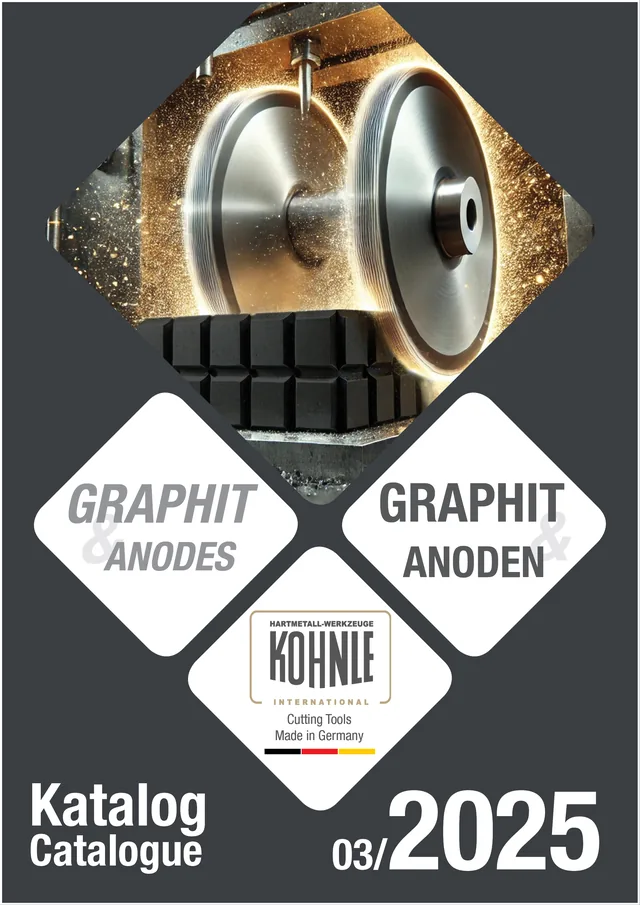 GRAPHIT
& ANODES
GRAPHIT
& ANODEN
HARTMETALL-WERKZEUGE
KOHNLE
INTERNATIONAL
Cutting Tools
Made in Germany
Katalog
Catalogue
03/2025